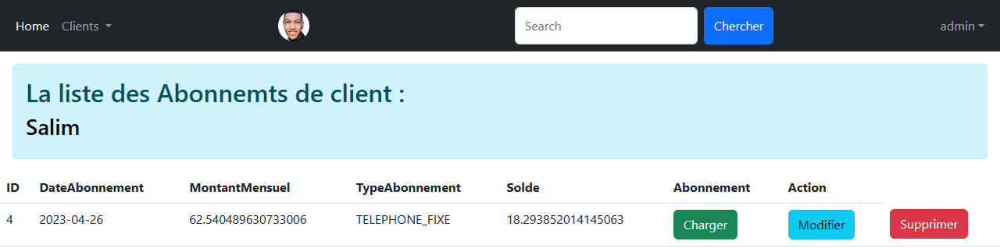 Home Clients Search Chercher admin
La liste des Abonnemts de client :
Salim
ID DateAbonnement MontantMensuel TypeAbonnement Solde Abonnement Action
4 2023-04-26 62.540489630733006 TELEPHONE_FIXE 18.293852014145063 Charger Modifier Supprimer